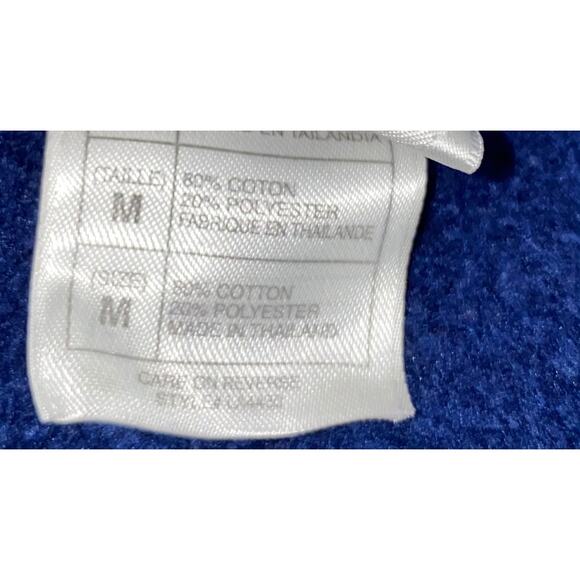 EN TAILANDIA
(TAILLE) 80% COTON
M 20% POLYESTER
FABRIQUE EN THAILANDE
(SIZE) 80% COTTON
M 20% POLYESTER
MADE IN THAILAND
CARE ON REVERSE
STYLE#